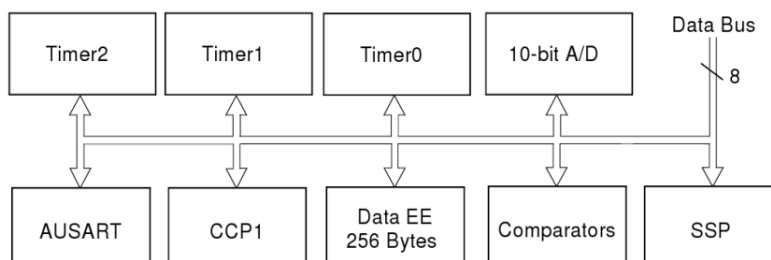 Timer2
Timer1
Timer0
10-bit A/D
Data Bus
8
AUSART
CCP1
Data EE
256 Bytes
Comparators
SSP